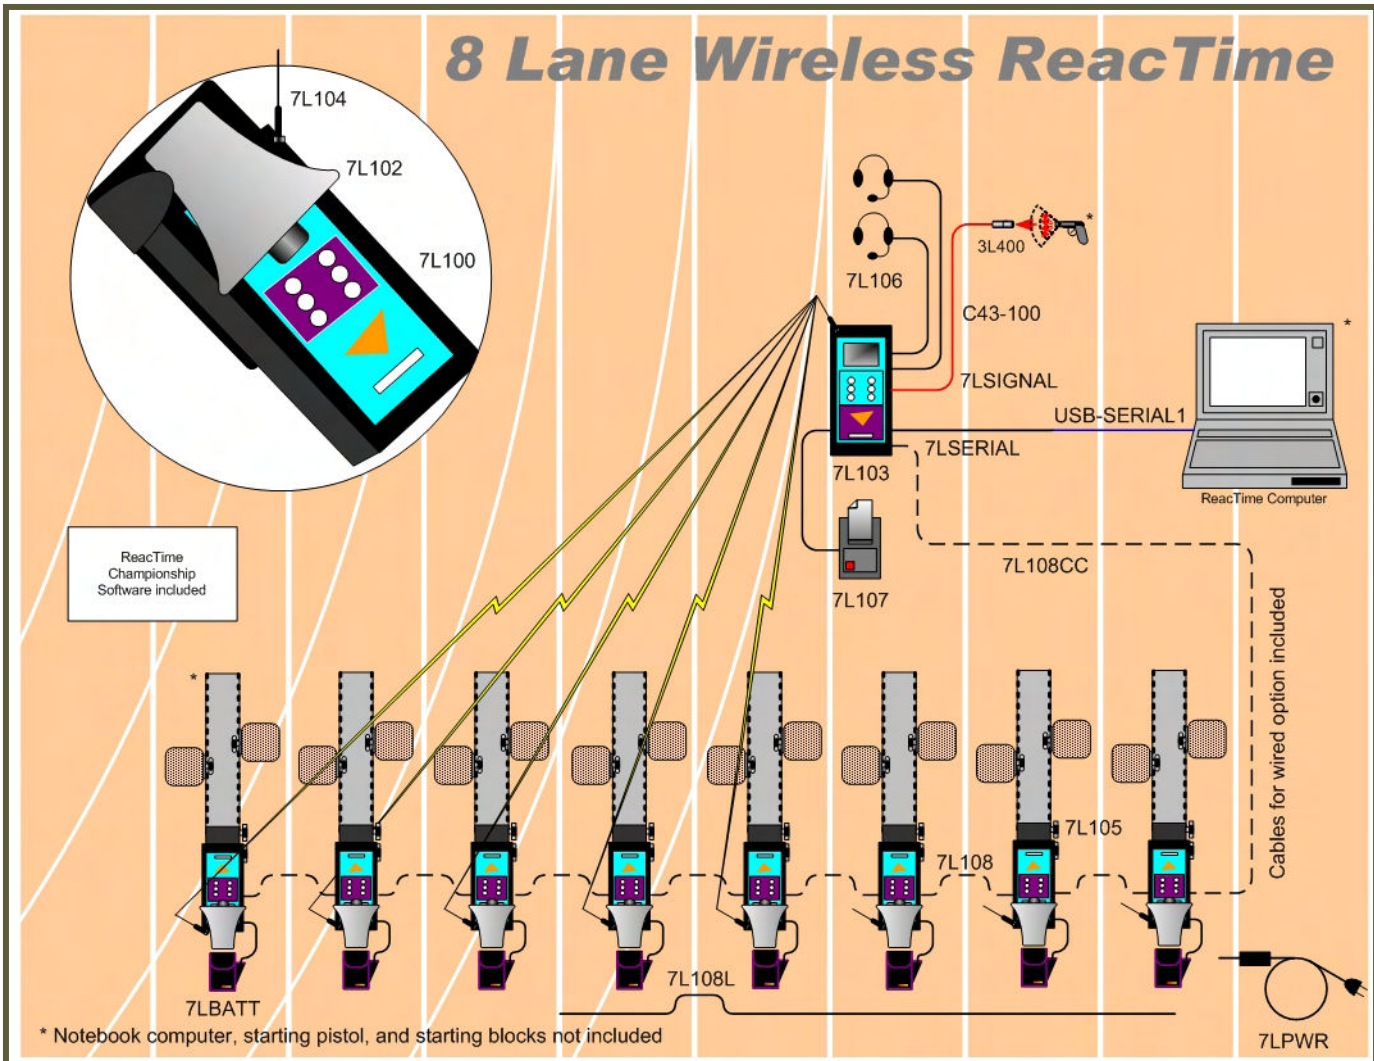 8 Lane Wireless ReacTime
7L104
7L102
7L100
7L106
3L400
*
C43-100
7LSIGNAL
*
USB-SERIAL1
7LSERIAL
7L103
ReacTime Computer
7L108CC
7L107
ReacTime
Championship
Software included
Cables for wired option included
*
7L105
7L108
7L108L
7LBATT
7LPWR
* Notebook computer, starting pistol, and starting blocks not included